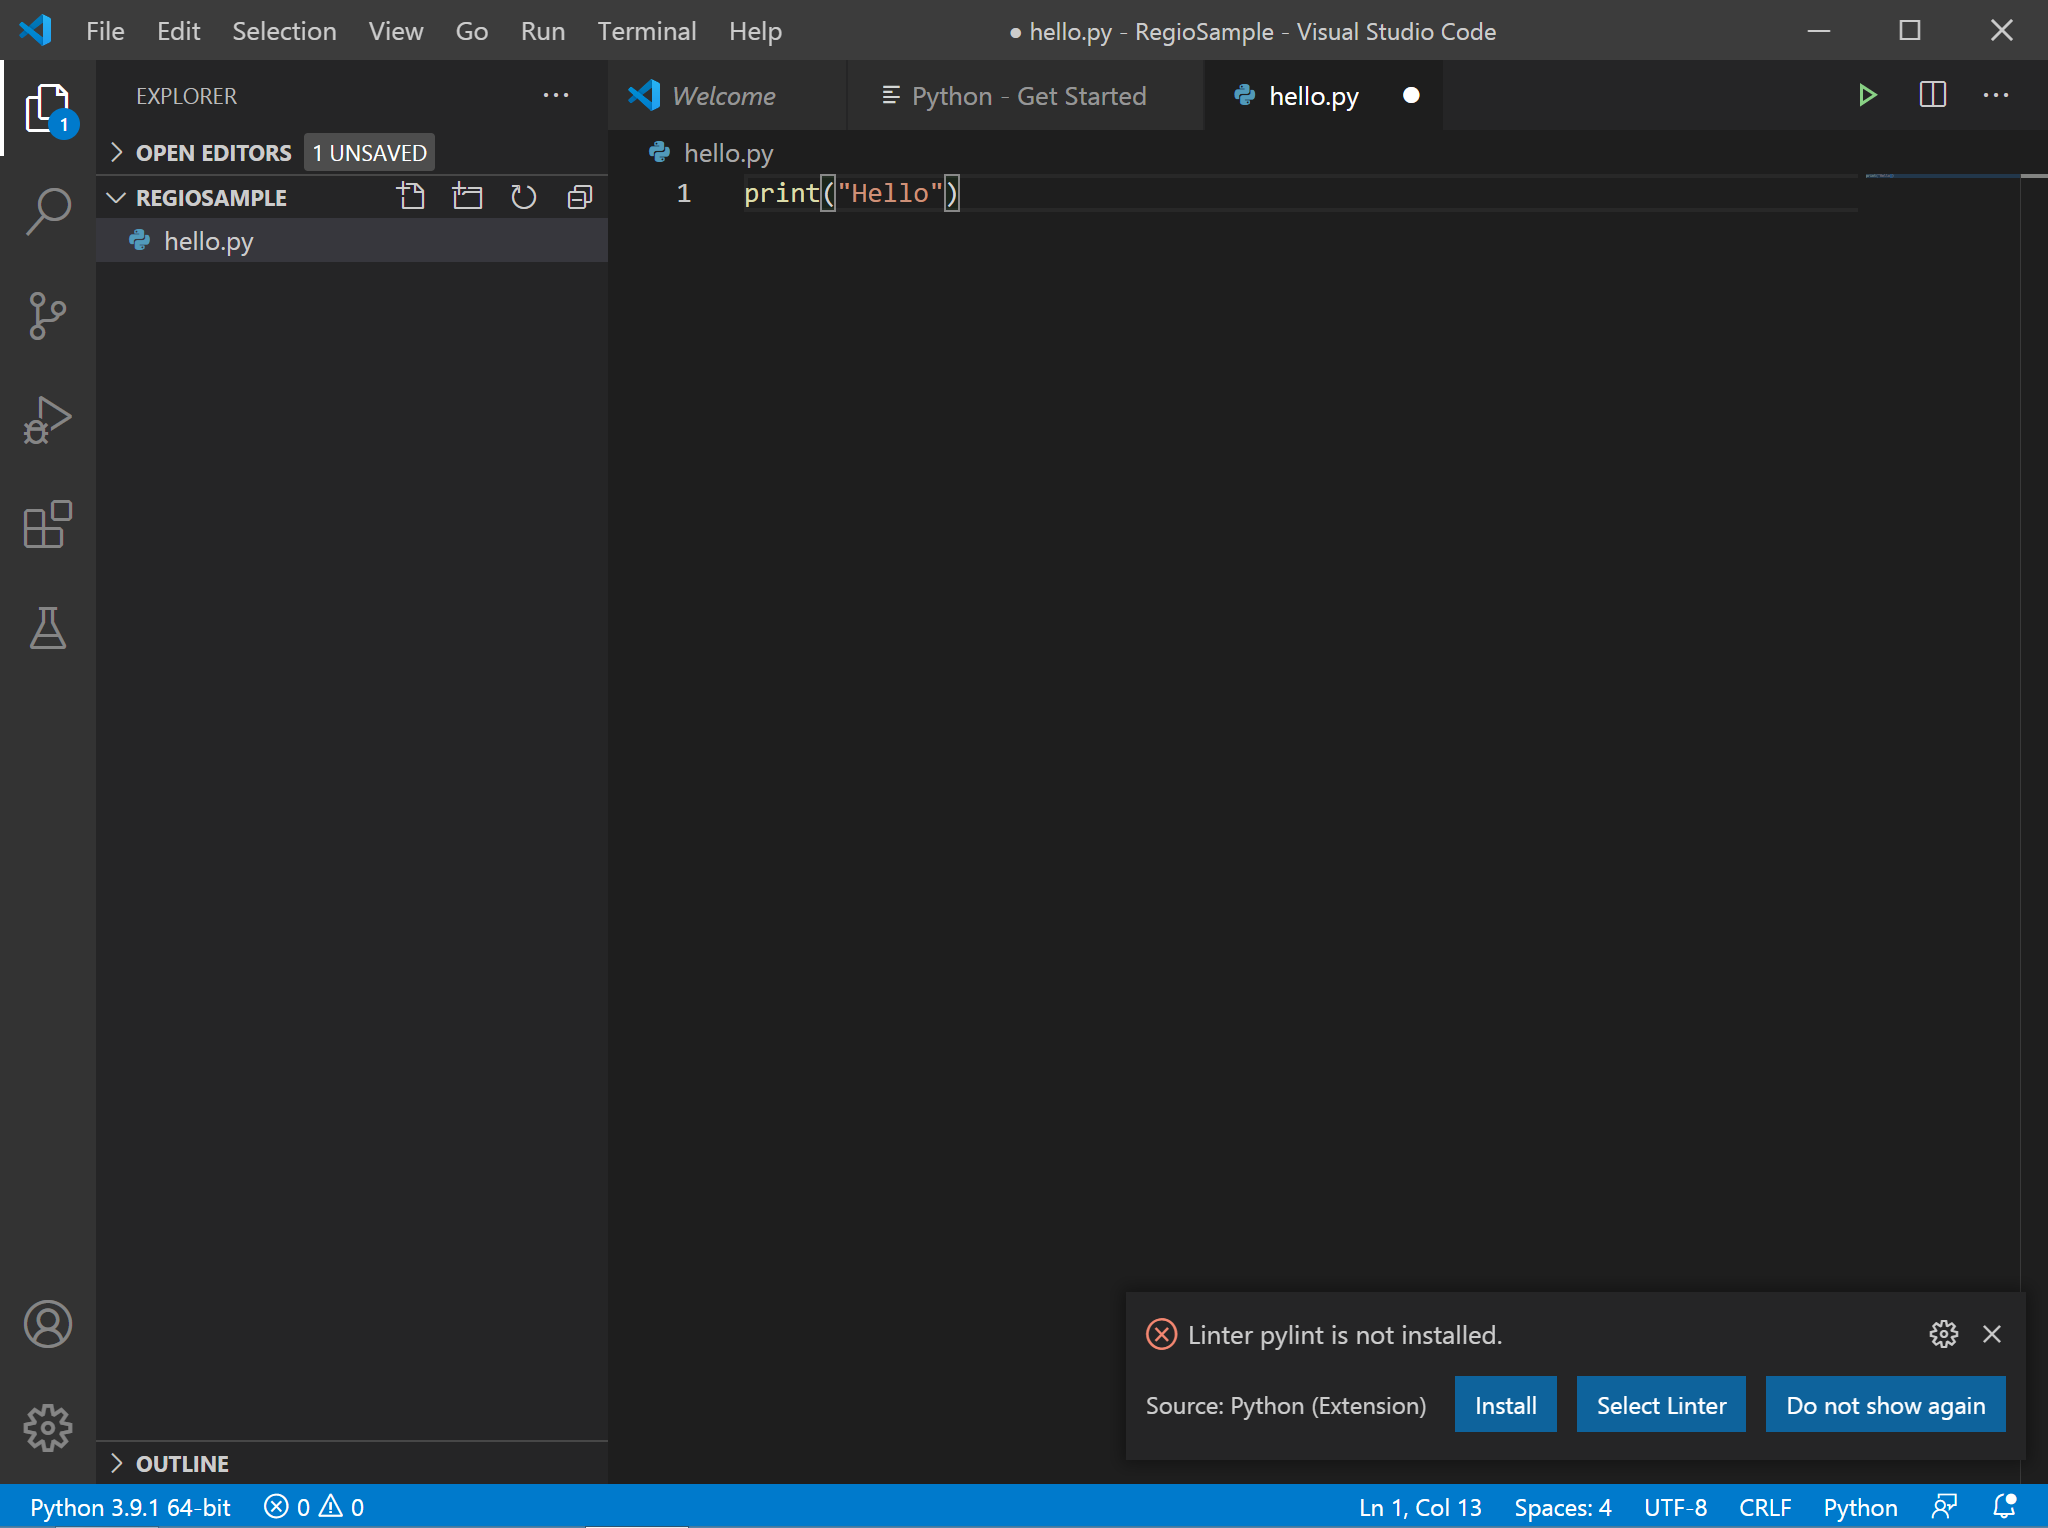 File Edit Selection View Go Run Terminal Help
● hello.py - RegioSample - Visual Studio Code
EXPLORER
1
OPEN EDITORS 1 UNSAVED
REGIOSAMPLE
hello.py
OUTLINE
Welcome
Python - Get Started
hello.py
hello.py
1 print("Hello")
Linter pylint is not installed.
Source: Python (Extension)
Install
Select Linter
Do not show again
Python 3.9.1 64-bit 0 0
Ln 1, Col 13 Spaces: 4 UTF-8 CRLF Python